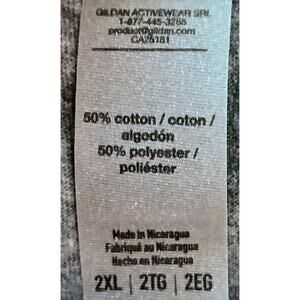 GILDAN ACTIVEWEAR SRL
1-877-445-3265
product@gildan.com
CA25181
50% cotton / coton /
algodón
50% polyester /
poliéster
Made in Nicaragua
Fabriqué au Nicaragua
Hecho en Nicaragua
2XL | 2TG | 2EG